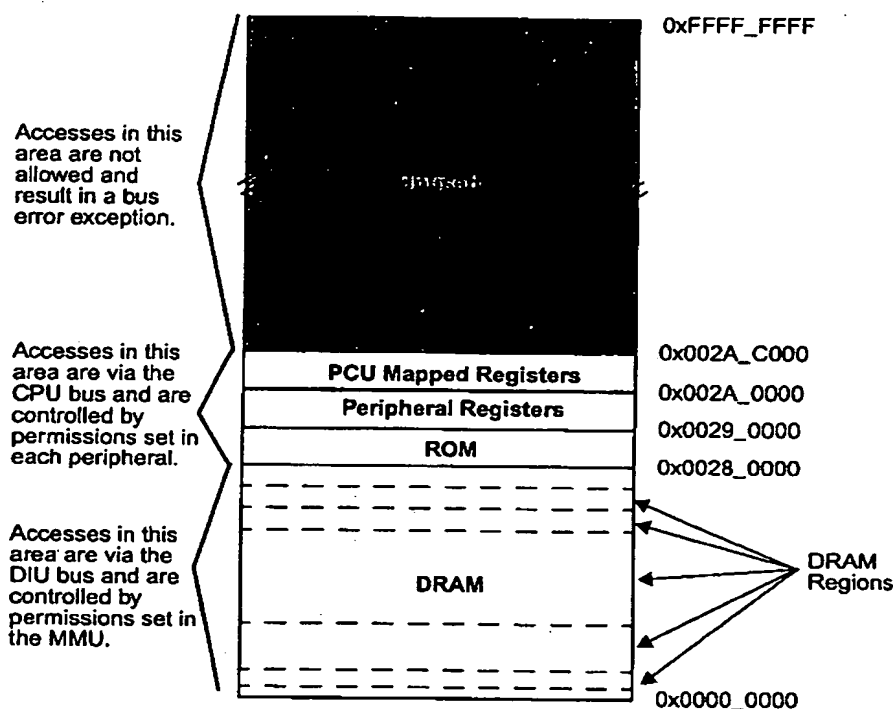 0xFFFF_FFFF
Accesses in this
area are not
allowed and
result in a bus
error exception.
Accesses in this
area are via the
CPU bus and are
controlled by
permissions set in
each peripheral.
PCU Mapped Registers
Peripheral Registers
ROM
0x002A_C000
0x002A_0000
0x0029_0000
0x0028_0000
Accesses in this
area are via the
DIU bus and are
controlled by
permissions set in
the MMU.
DRAM
DRAM
Regions
0x0000_0000